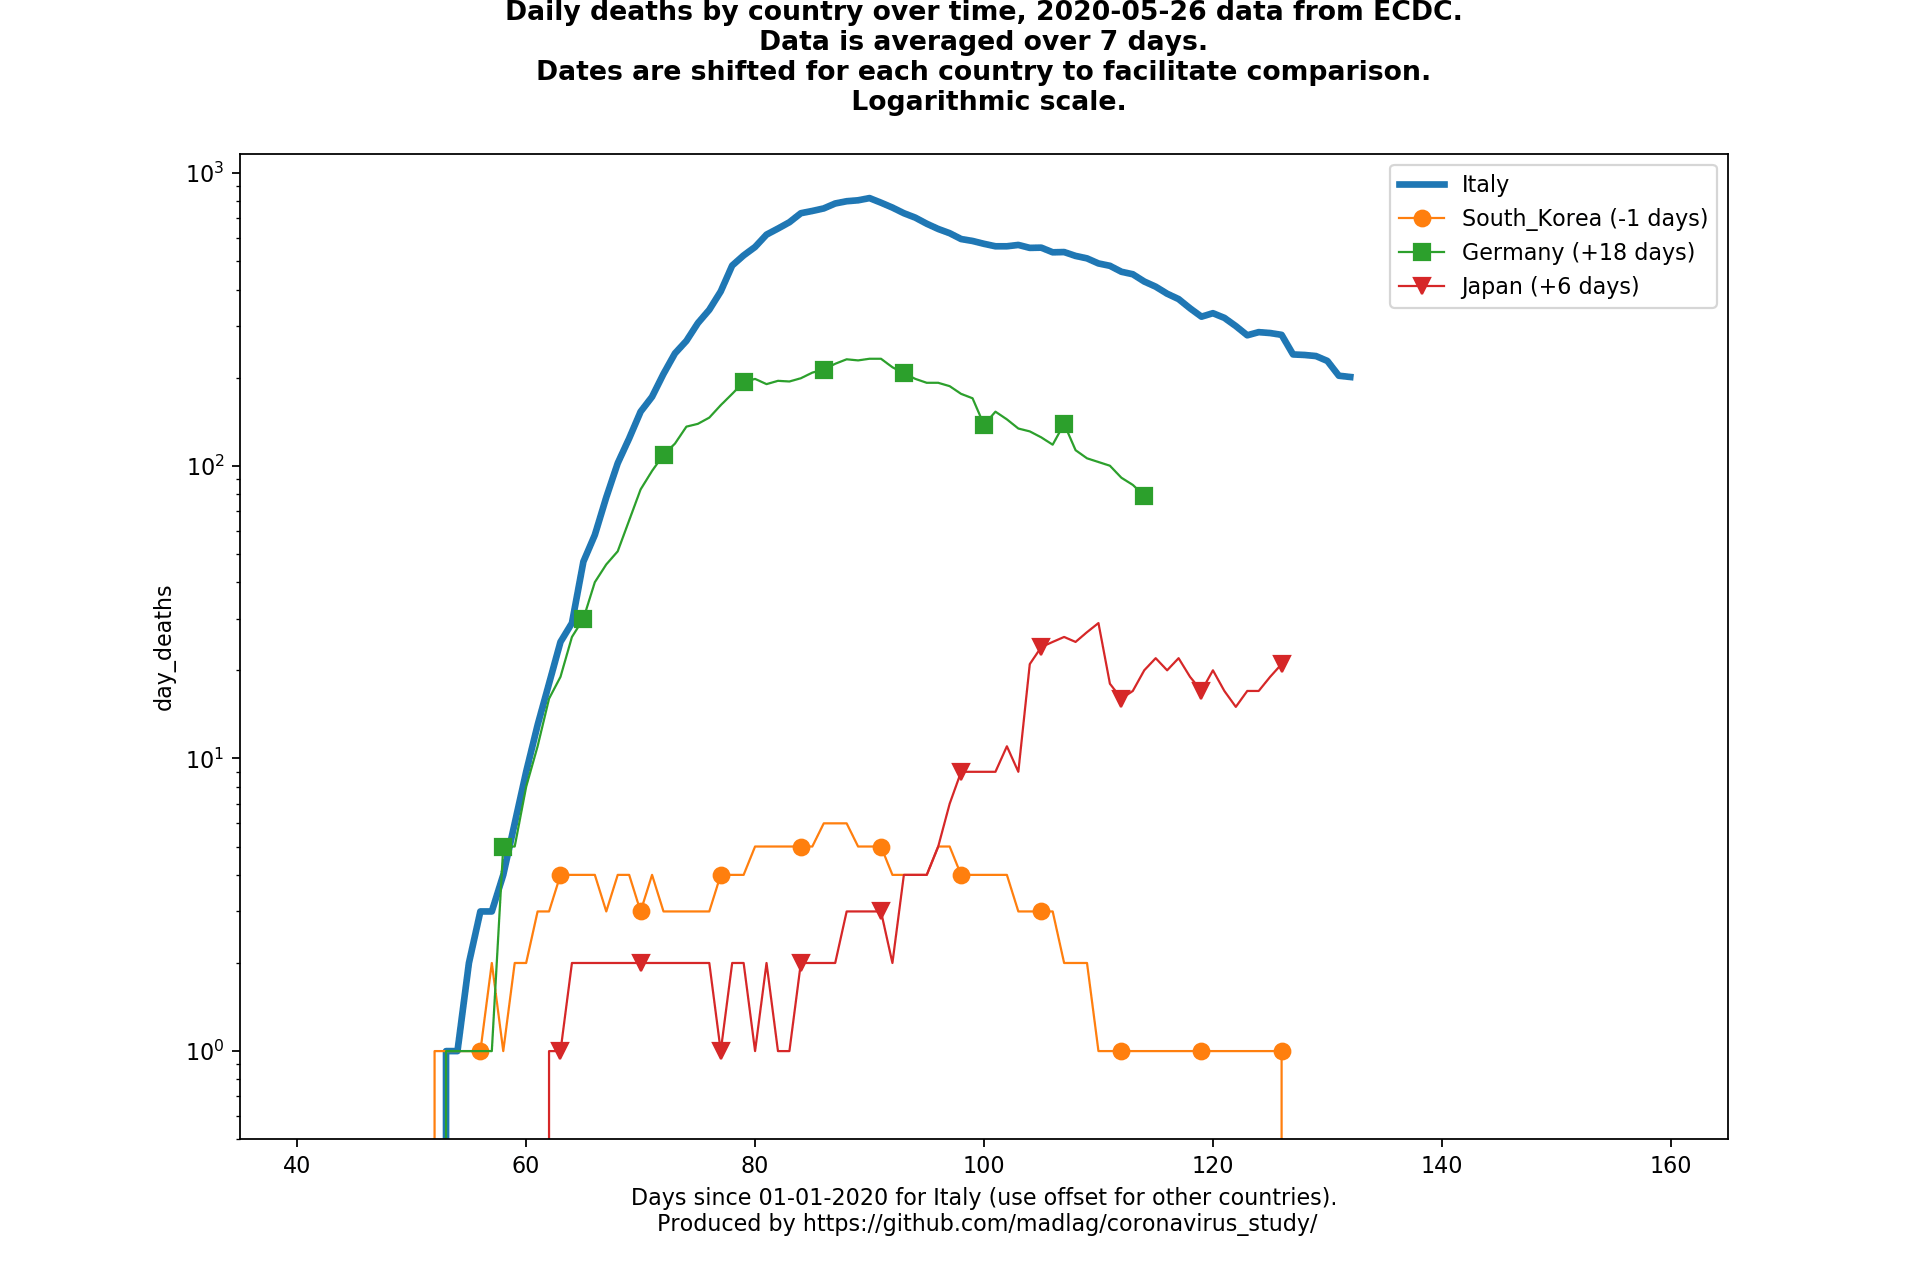 Daily deaths by country over time, 2020-05-26 data from ECDC.
Data is averaged over 7 days.
Dates are shifted for each country to facilitate comparison.
Logarithmic scale.
10³
10²
10¹
10⁰
day_deaths
Italy
South_Korea (-1 days)
Germany (+18 days)
Japan (+6 days)
40 60 80 100 120 140 160
Days since 01-01-2020 for Italy (use offset for other countries).
Produced by https://github.com/madlag/coronavirus_study/